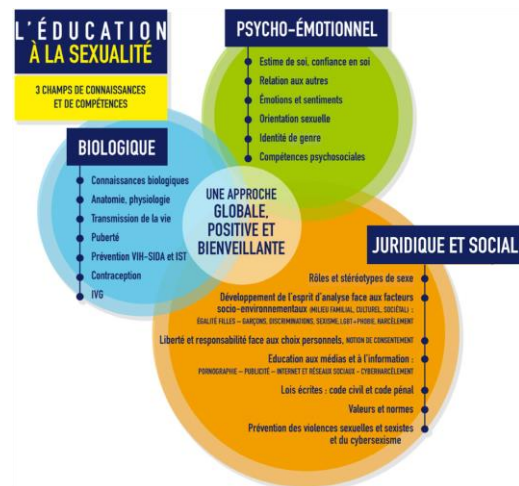 L'ÉDUCATION
À LA SEXUALITÉ
3 CHAMPS DE CONNAISSANCES
ET DE COMPÉTENCES
PSYCHO-ÉMOTIONNEL
Estime de soi, confiance en soi
Relation aux autres
Émotions et sentiments
Orientation sexuelle
Identité de genre
Compétences psychosociales
BIOLOGIQUE
Connaissances biologiques
Anatomie, physiologie
Transmission de la vie
Puberté
Prévention VIH-SIDA et IST
Contraception
IVG
UNE APPROCHE
GLOBALE,
POSITIVE ET
BIENVEILLANTE
JURIDIQUE ET SOCIAL
Rôles et stéréotypes de sexe
Développement de l'esprit d'analyse face aux facteurs
socio-environnementaux (MILIEU FAMILIAL, CULTUREL, SOCIÉTAL) :
ÉGALITÉ FILLES – GARÇONS, DISCRIMINATIONS, SEXISME, LGBT+PHOBIE, HARCÈLEMENT
Liberté et responsabilité face aux choix personnels, NOTION DE CONSENTEMENT
Education aux médias et à l'information :
PORNOGRAPHIE – PUBLICITÉ – INTERNET ET RÉSEAUX SOCIAUX – CYBERHARCÈLEMENT
Lois écrites : code civil et code pénal
Valeurs et normes
Prévention des violences sexuelles et sexistes
et du cybersexisme